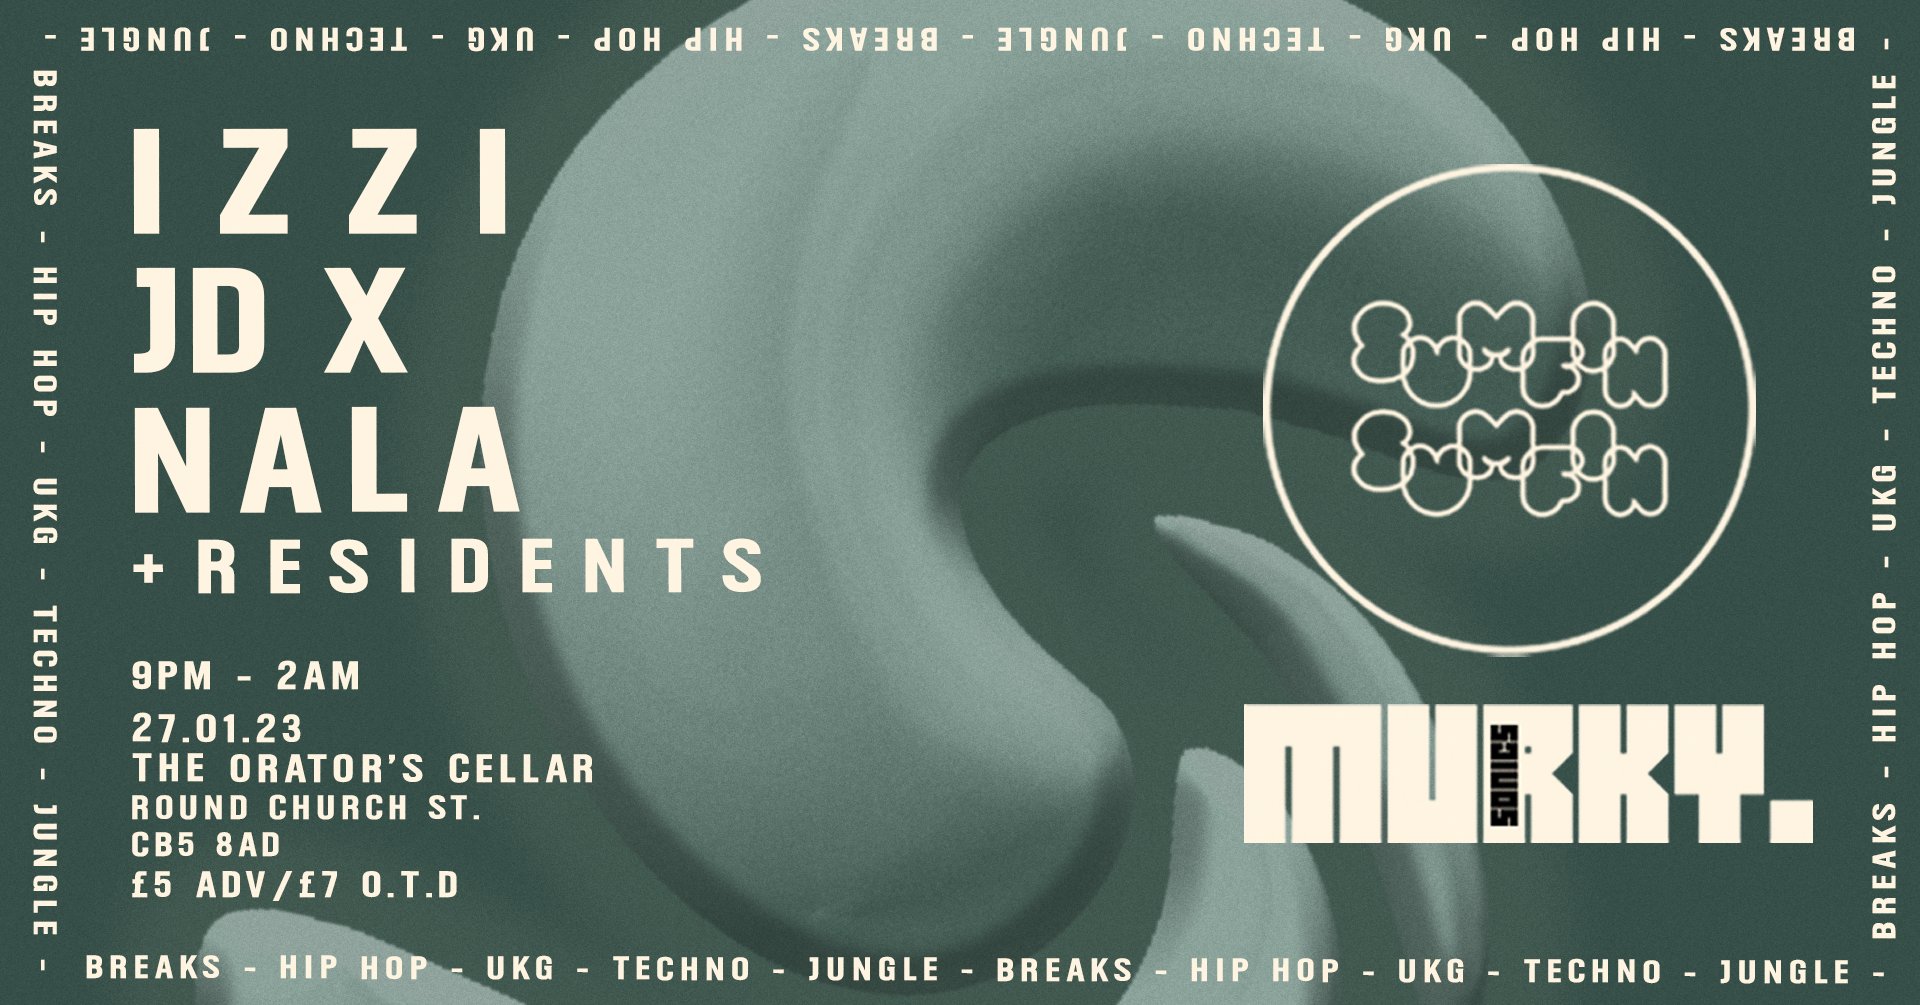 BREAKS - HIP HOP - UKG - TECHNO - JUNGLE - BREAKS - HIP HOP - UKG - TECHNO - JUNGLE -
BREAKS - HIP HOP - UKG - TECHNO - JUNGLE -
IZZI
JD X
NALA
+ RESIDENTS
9PM - 2AM
27.01.23
THE ORATOR'S CELLAR
ROUND CHURCH ST.
CB5 8AD
£5 ADV/£7 O.T.D
MURKY.
SONICS
BREAKS - HIP HOP - UKG - TECHNO - JUNGLE -
BREAKS - HIP HOP - UKG - TECHNO - JUNGLE - BREAKS - HIP HOP - UKG - TECHNO - JUNGLE -